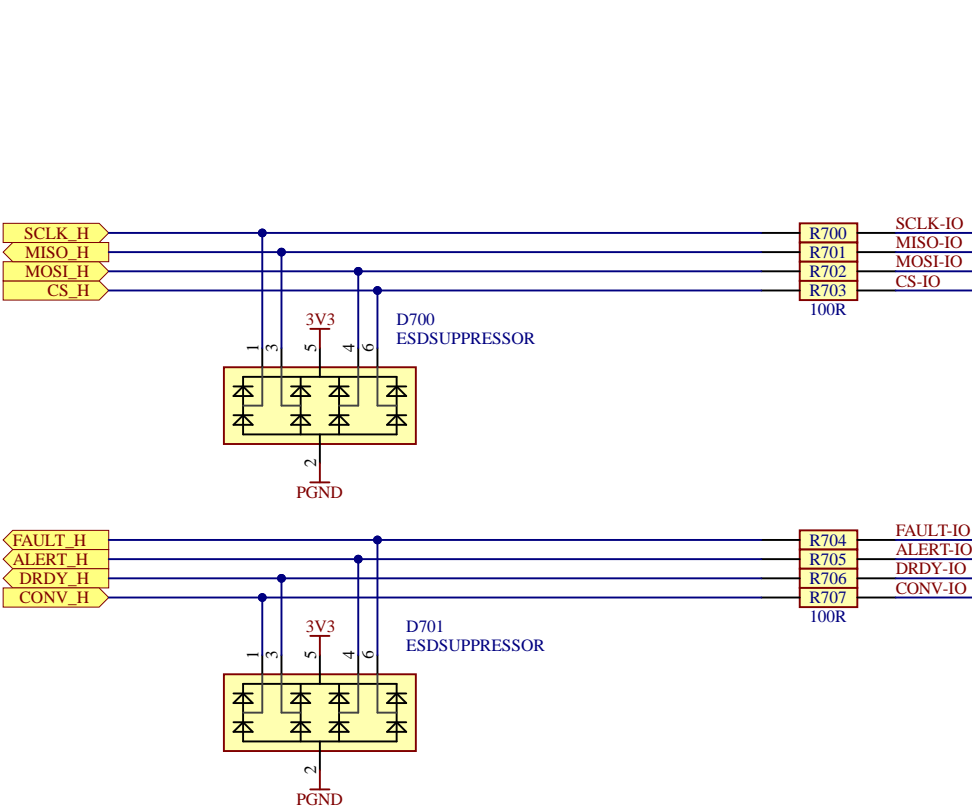 SCLK_H
R700
SCLK-IO
MISO_H
R701
MISO-IO
MOSI_H
R702
MOSI-IO
CS_H
R703
CS-IO
100R
3V3
D700
ESDSUPPRESSOR
1
3
5
4
6
2
PGND
FAULT_H
R704
FAULT-IO
ALERT_H
R705
ALERT-IO
DRDY_H
R706
DRDY-IO
CONV_H
R707
CONV-IO
100R
3V3
D701
ESDSUPPRESSOR
1
3
5
4
6
2
PGND